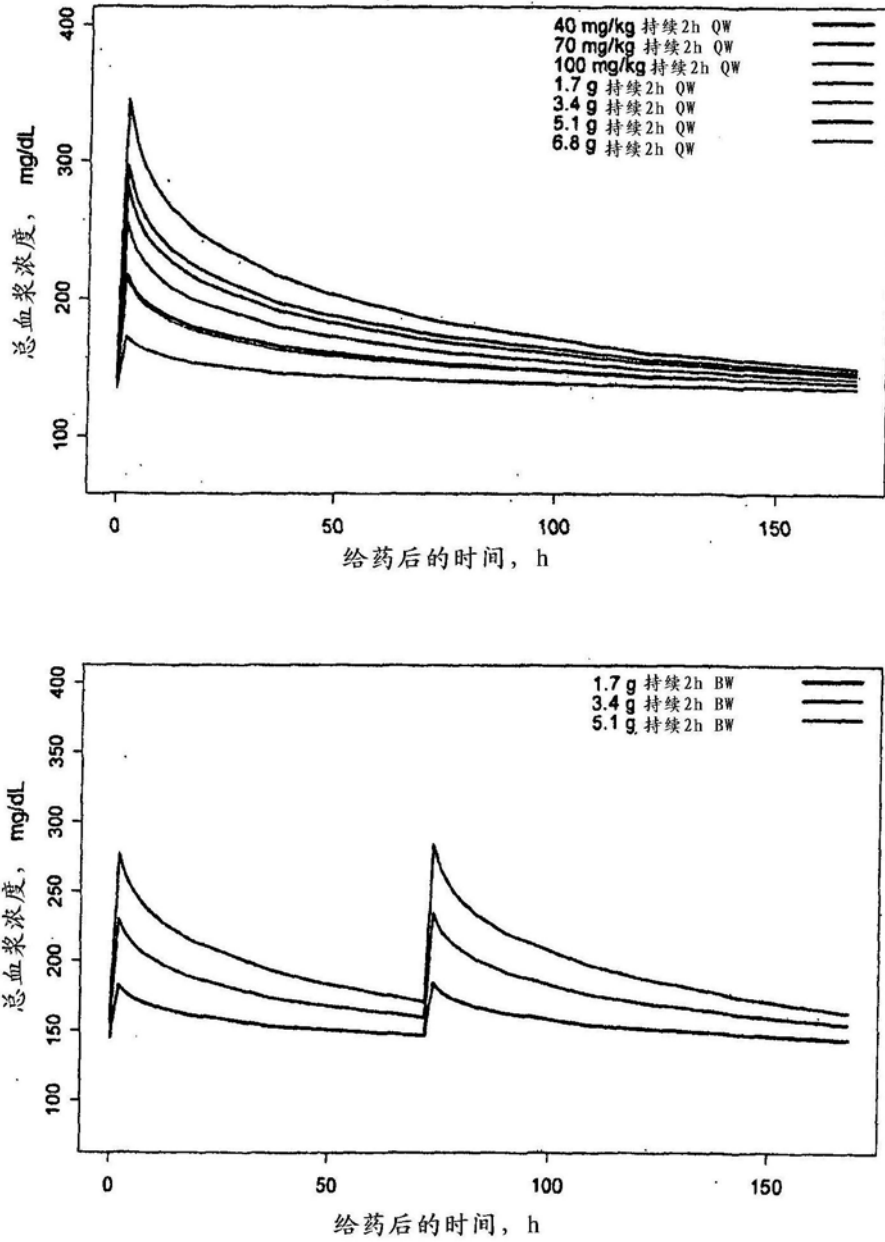 400
300
200
100
总血浆浓度， mg/dL
40 mg/kg 持续2h QW
70 mg/kg 持续2h QW
100 mg/kg 持续2h QW
1.7 g 持续2h QW
3.4 g 持续2h QW
5.1 g 持续2h QW
6.8 g 持续2h QW
0 50 100 150
给药后的时间，h
400
350
300
250
200
150
100
总血浆浓度， mg/dL
1.7 g 持续2h BW
3.4 g 持续2h BW
5.1 g 持续2h BW
0 50 100 150
给药后的时间，h